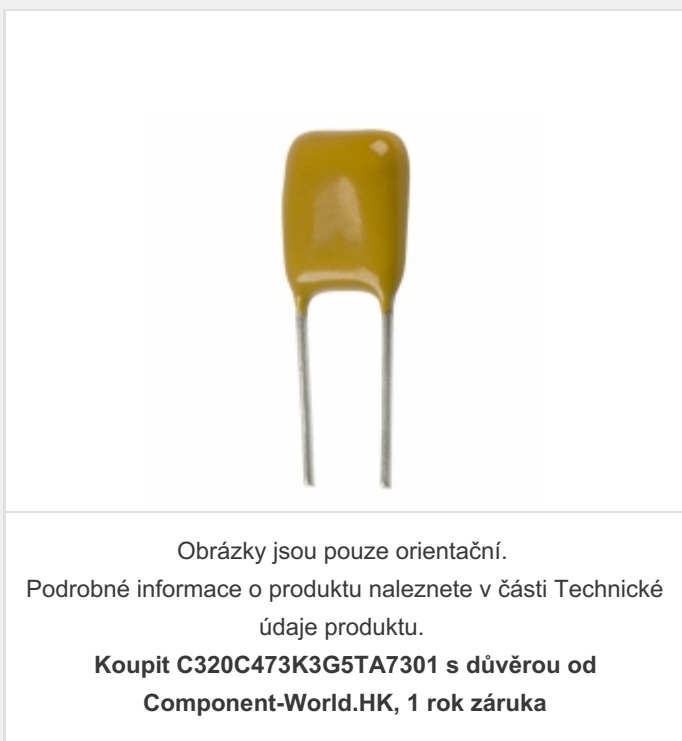 Obrázky jsou pouze orientační.
Podrobné informace o produktu naleznete v části Technické
údaje produktu.
Koupit C320C473K3G5TA7301 s důvěrou od
Component-World.HK, 1 rok záruka